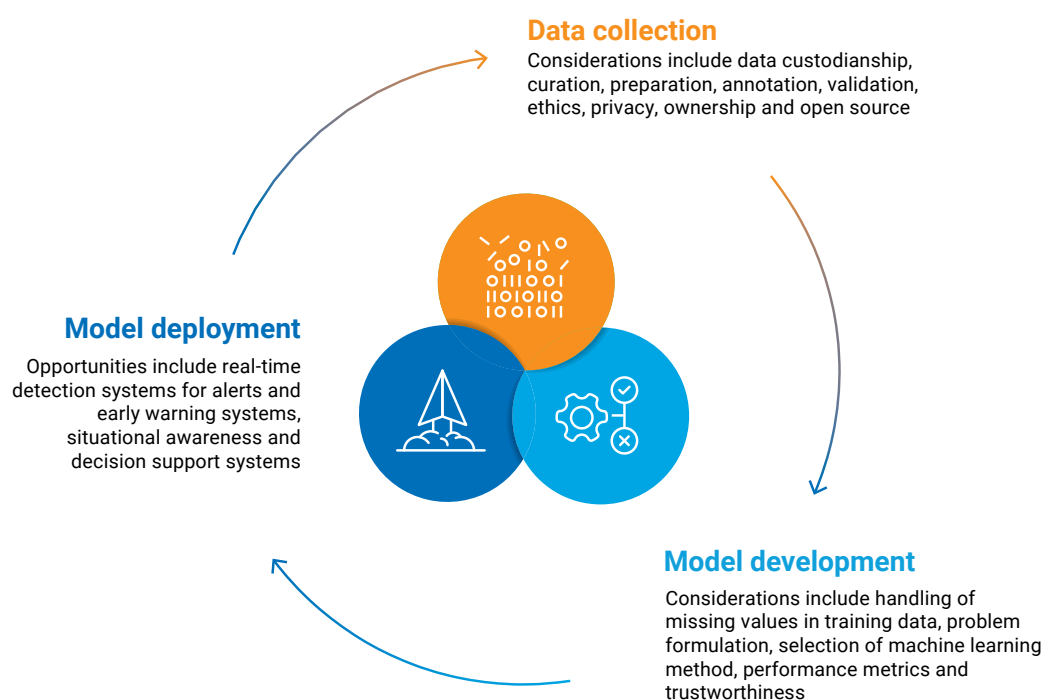 Data collection
Considerations include data custodianship,
curation, preparation, annotation, validation,
ethics, privacy, ownership and open source
Model deployment
Opportunities include real-time
detection systems for alerts and
early warning systems,
situational awareness and
decision support systems
Model development
Considerations include handling of
missing values in training data, problem
formulation, selection of machine learning
method, performance metrics and
trustworthiness